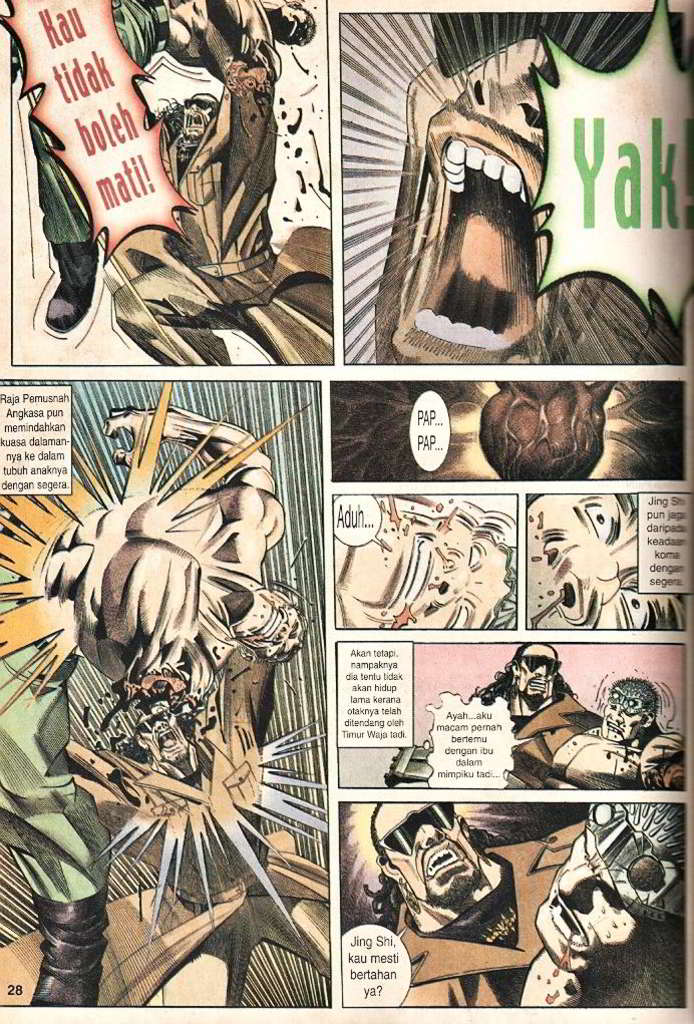 Kau
tidak
boleh
mati!
Yak!
Raja Pemusnah
Angkasa pun
memindahkan
kuasa dalaman-
nya ke dalam
tubuh anaknya
dengan segera.
PAP...
PAP...
Aduh...
Jing Shi
pun jaga
daripada
keadaan
koma
dengan
segera.
Akan tetapi,
nampaknya
dia tentu tidak
akan hidup
lama kerana
otaknya telah
ditendang oleh
Timur Waja tadi.
Ayah...aku
macam pernah
bertemu
dengan ibu
dalam
mimpiku tadi...
Jing Shi,
kau mesti
bertahan
ya?
28